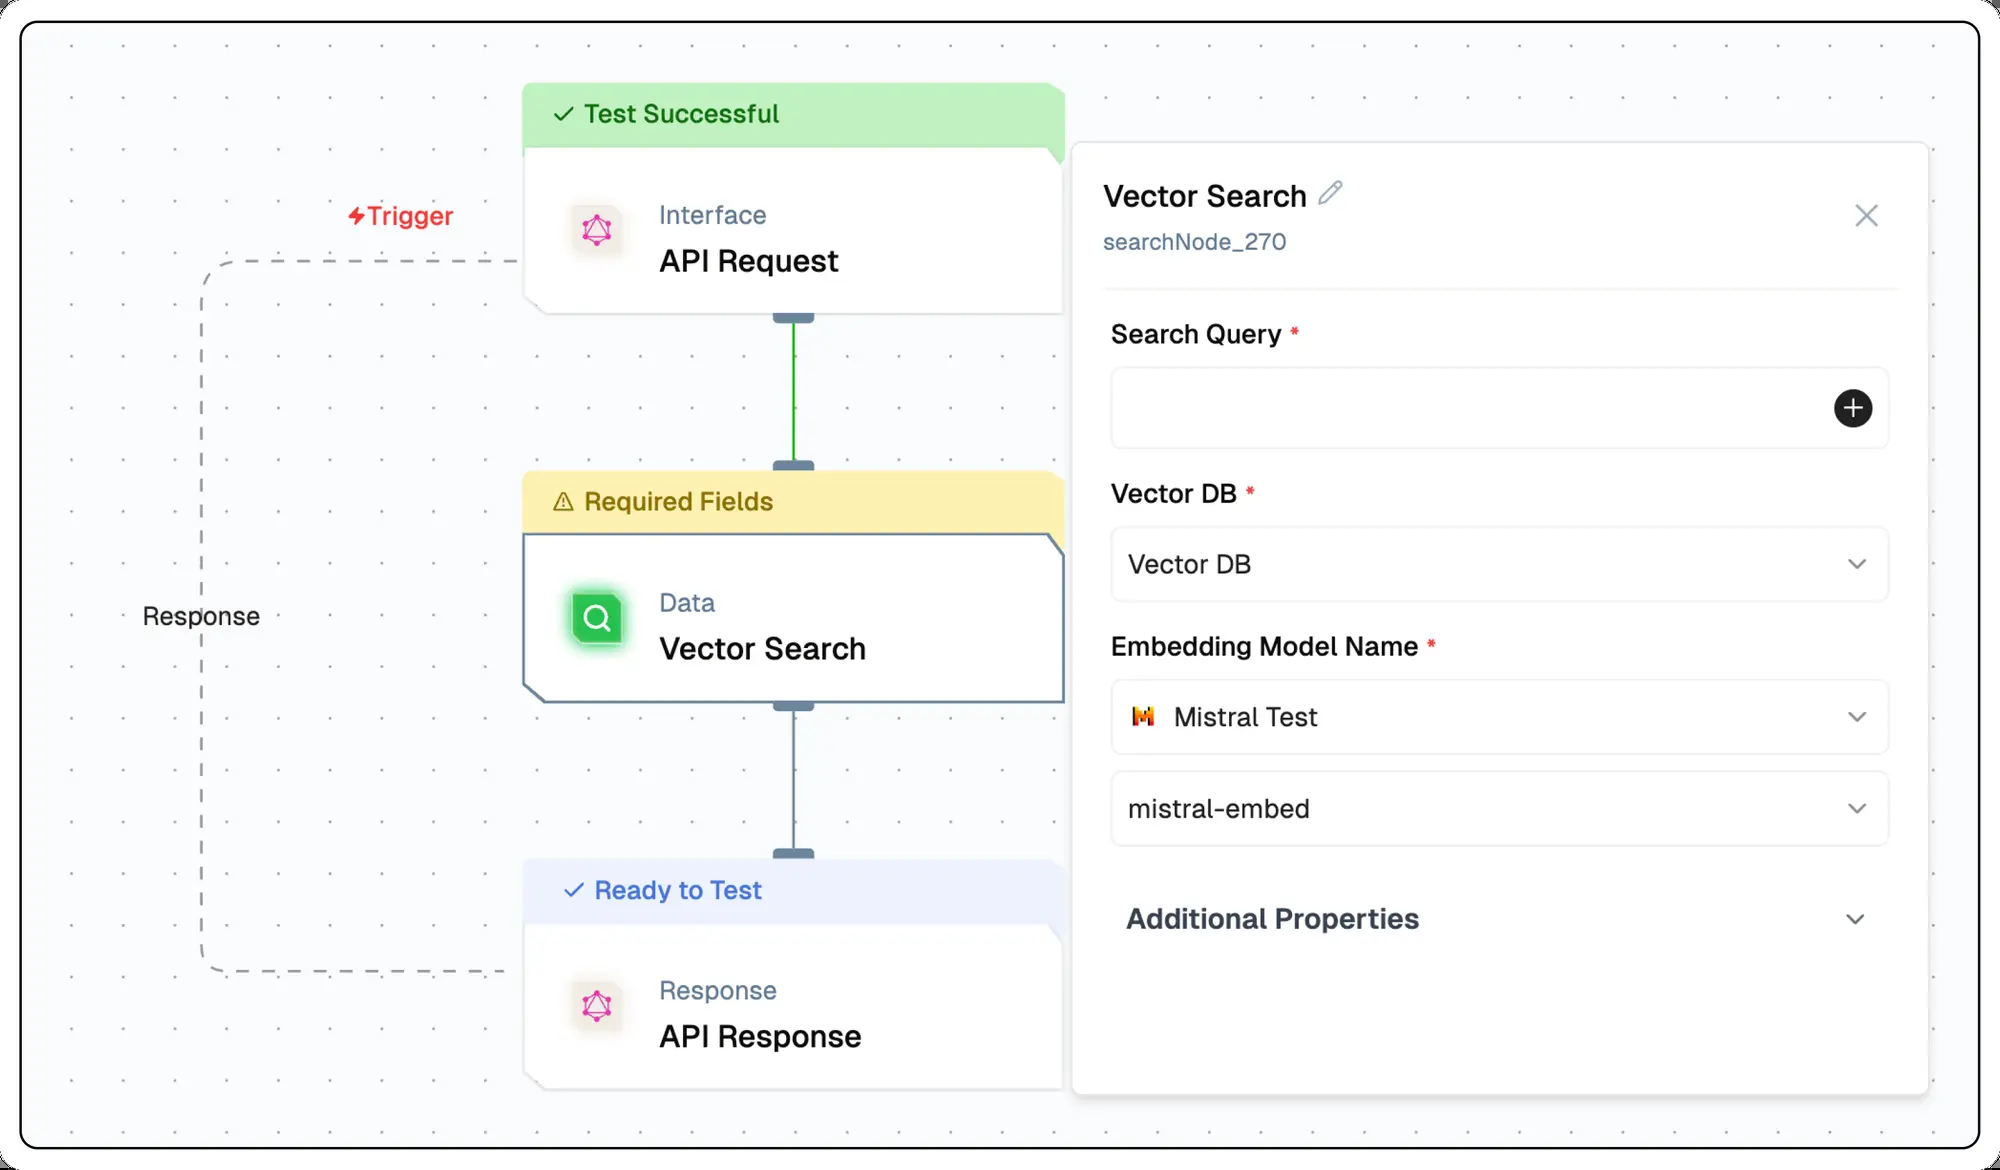 Test Successful
Trigger
Interface
API Request
Required Fields
Data
Vector Search
Response
Ready to Test
Response
API Response
Vector Search
searchNode_270
Search Query *
Vector DB *
Vector DB
Embedding Model Name *
Mistral Test
mistral-embed
Additional Properties